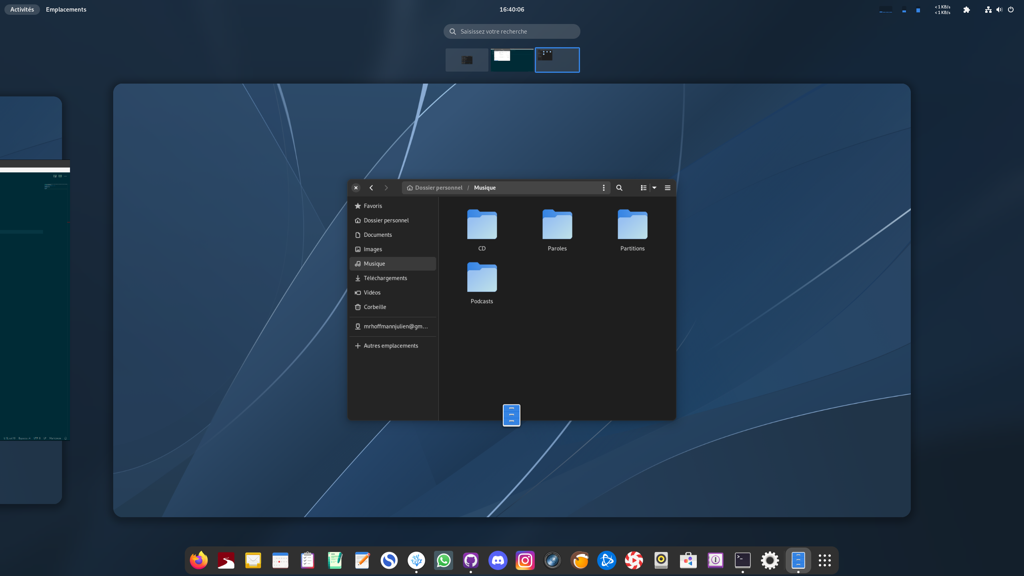 Activités Emplacements 16:40:06 <1 KB/s
<1 KB/s
Saisissez votre recherche
Dossier personnel / Musique
Favoris
Dossier personnel
Documents
Images
Musique
Téléchargements
Vidéos
Corbeille
mrhoffmannjulien@gm...
Autres emplacements
CD Paroles Partitions
Podcasts